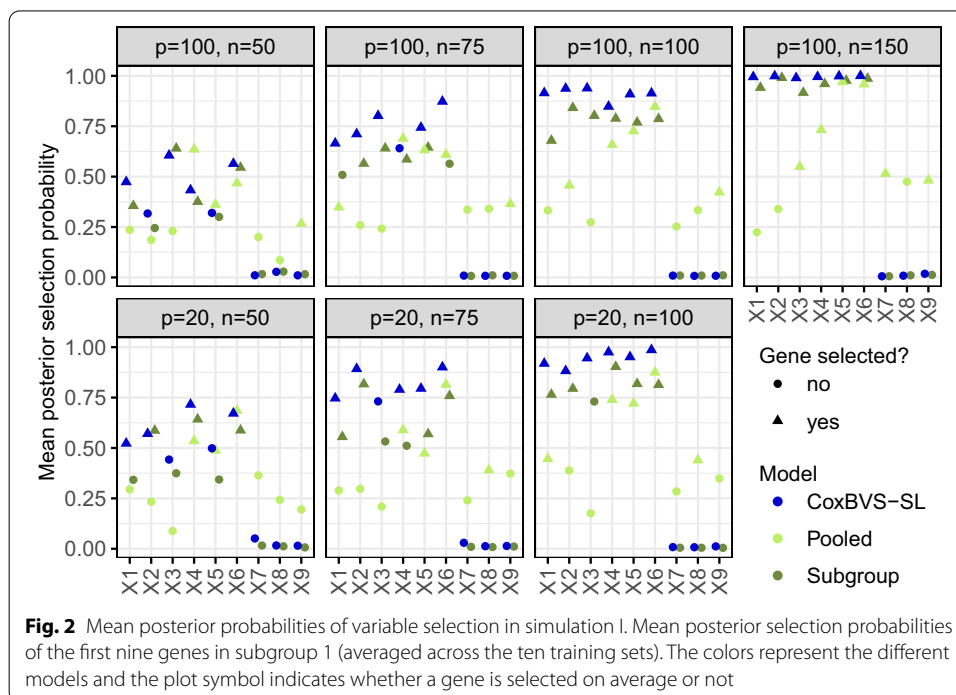 p=100, n=50 p=100, n=75 p=100, n=100 p=100, n=150
1.00
0.75
0.50
0.25
0.00
X1 X2 X3 X4 X5 X6 X7 X8 X9
p=20, n=50 p=20, n=75 p=20, n=100
1.00
0.75
0.50
0.25
0.00
X1 X2 X3 X4 X5 X6 X7 X8 X9 X1 X2 X3 X4 X5 X6 X7 X8 X9 X1 X2 X3 X4 X5 X6 X7 X8 X9
Mean posterior selection probability
Gene selected?
no
yes
Model
CoxBVS−SL
Pooled
Subgroup
Fig. 2 Mean posterior probabilities of variable selection in simulation I. Mean posterior selection probabilities
of the first nine genes in subgroup 1 (averaged across the ten training sets). The colors represent the different
models and the plot symbol indicates whether a gene is selected on average or not